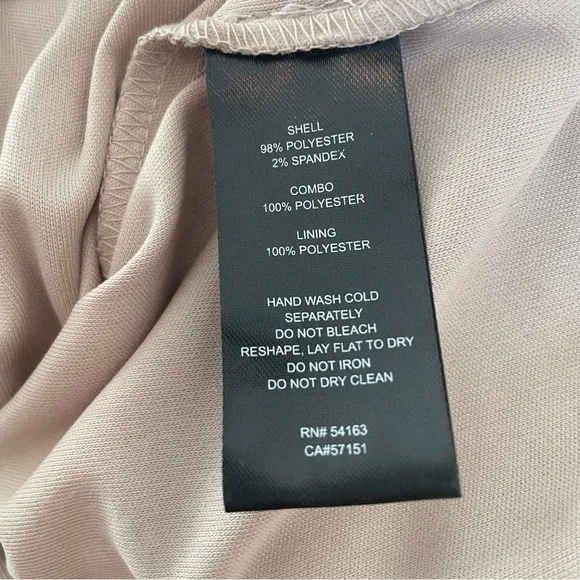 SHELL
98% POLYESTER
2% SPANDEX
COMBO
100% POLYESTER
LINING
100% POLYESTER
HAND WASH COLD
SEPARATELY
DO NOT BLEACH
RESHAPE, LAY FLAT TO DRY
DO NOT IRON
DO NOT DRY CLEAN
RN# 54163
CA#57151